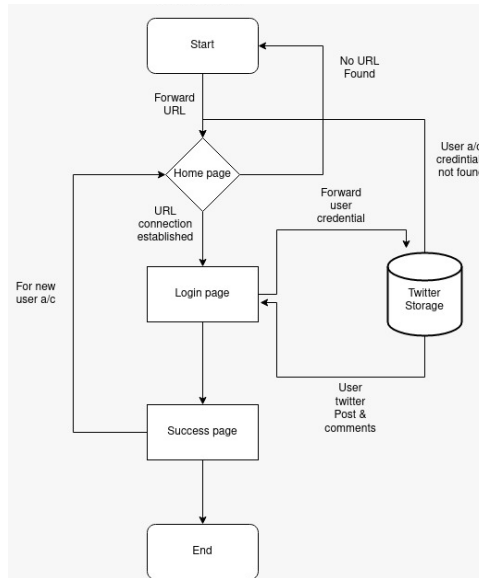 Start
No URL
Found
Forward
URL
User a/c
credintial
not found
Home page
Forward
user
credential
URL
connection
established
For new
user a/c
Login page
Twitter
Storage
User
twitter
Post &
comments
Success page
End